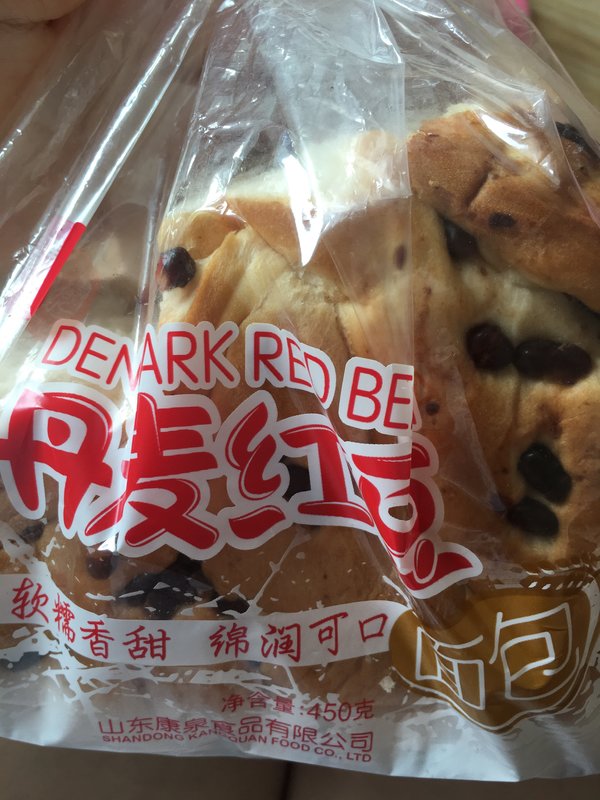 DENMARK RED BE
丹麦红豆
软糯香甜 绵润可口
面包
净含量:450克
山东康泉食品有限公司
SHANDONG KANGQUAN FOOD CO., LTD